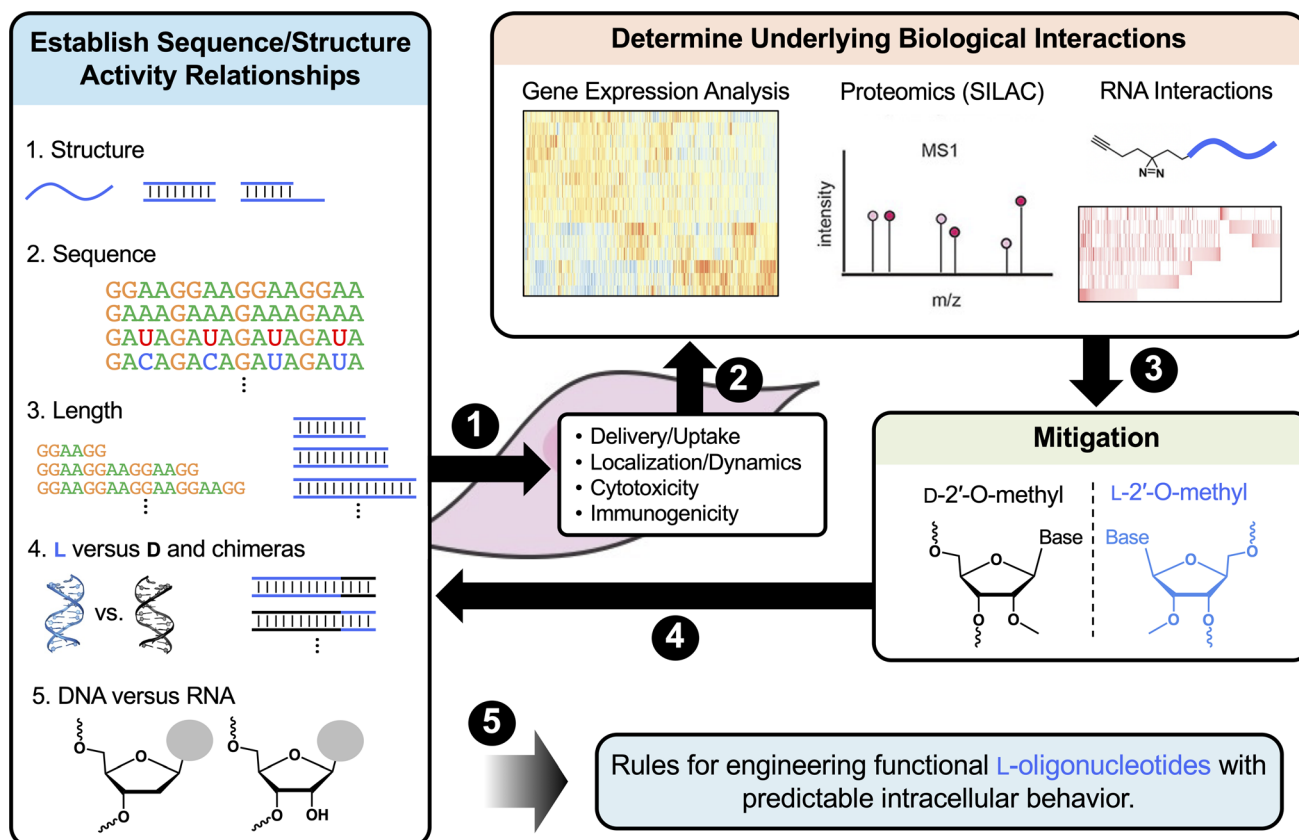 Establish Sequence/Structure
Activity Relationships
1. Structure
2. Sequence
GGAAGGAAGGAAGGAA
GAAAGAAAGAAAGAAA
GAUAGAUAGAUAGAUA
GACAGACAGAUAGAUA
⋮
3. Length
GGAAGG
GGAAGGAAGGAAGG
GGAAGGAAGGAAGGAAGG
⋮
⋮
4. L versus D and chimeras
vs.
⋮
5. DNA versus RNA
O
O
O
O
O
O
OH
Determine Underlying Biological Interactions
Gene Expression Analysis
Proteomics (SILAC)
MS1
intensity
m/z
RNA Interactions
N=N
1
2
3
• Delivery/Uptake
• Localization/Dynamics
• Cytotoxicity
• Immunogenicity
Mitigation
D-2′-O-methyl
L-2′-O-methyl
O
O
Base
O
O
Base
O
O
O
O
4
5
Rules for engineering functional L-oligonucleotides with
predictable intracellular behavior.